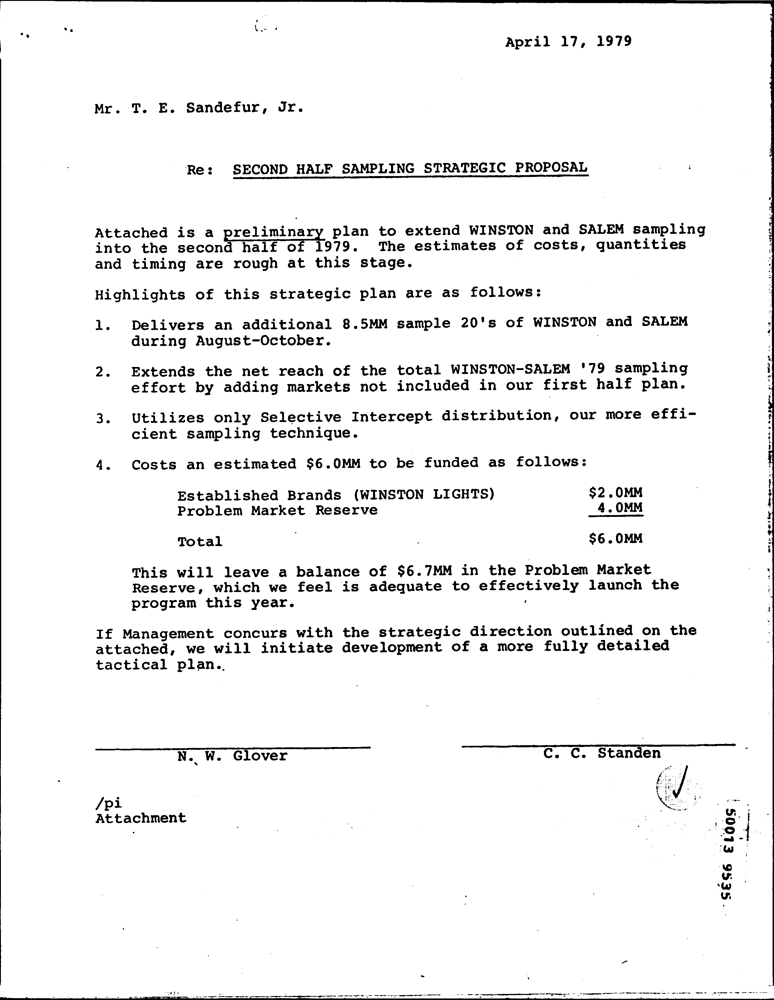 April 17, 1979
Mr. T. E. Sandefur, Jr.
Re: SECOND HALF SAMPLING STRATEGIC PROPOSAL
Attached is a preliminary plan to extend WINSTON and SALEM sampling
into the second half of 1979. The estimates of costs, quantities
and timing are rough at this stage.
Highlights of this strategic plan are as follows:
1. Delivers an additional 8.5MM sample 20's of WINSTON and SALEM
during August-October.
2. Extends the net reach of the total WINSTON-SALEM '79 sampling
effort by adding markets not included in our first half plan.
3. Utilizes only Selective Intercept distribution, our more effi-
cient sampling technique.
4. Costs an estimated $6.0MM to be funded as follows:
Established Brands (WINSTON LIGHTS) $2.0MM
Problem Market Reserve 4.0MM
Total $6.0MM
This will leave a balance of $6.7MM in the Problem Market
Reserve, which we feel is adequate to effectively launch the
program this year.
If Management concurs with the strategic direction outlined on the
attached, we will initiate development of a more fully detailed
tactical plan.
N. W. Glover C. C. Standen
/pi
Attachment
50013 9535